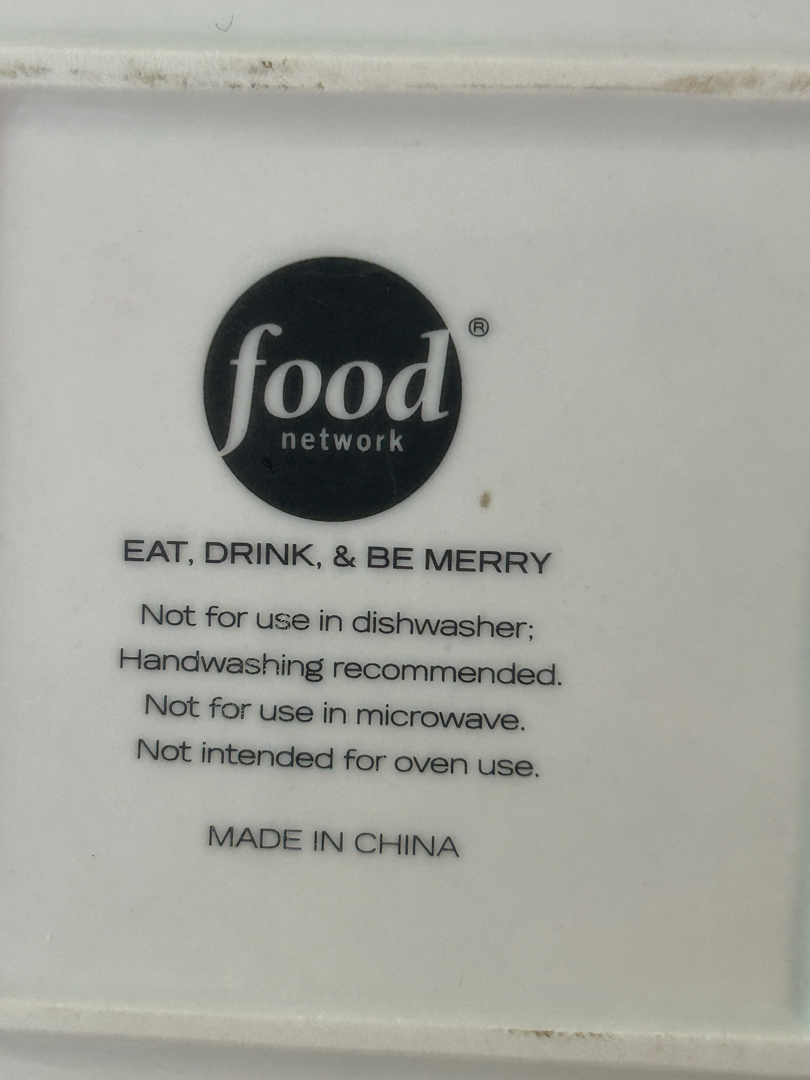 food ®
network
EAT, DRINK, & BE MERRY
Not for use in dishwasher;
Handwashing recommended.
Not for use in microwave.
Not intended for oven use.
MADE IN CHINA